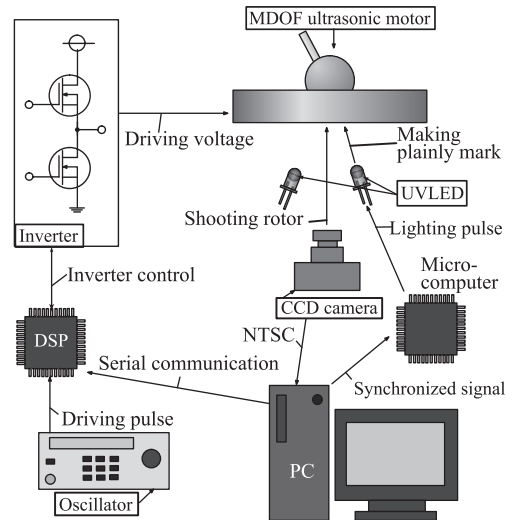 MDOF ultrasonic motor
Driving voltage
Making
plainly mark
UVLED
Shooting rotor
Lighting pulse
Inverter
Micro-
computer
Inverter control
CCD camera
DSP
NTSC
Serial communication
Synchronized signal
Driving pulse
PC
Oscillator